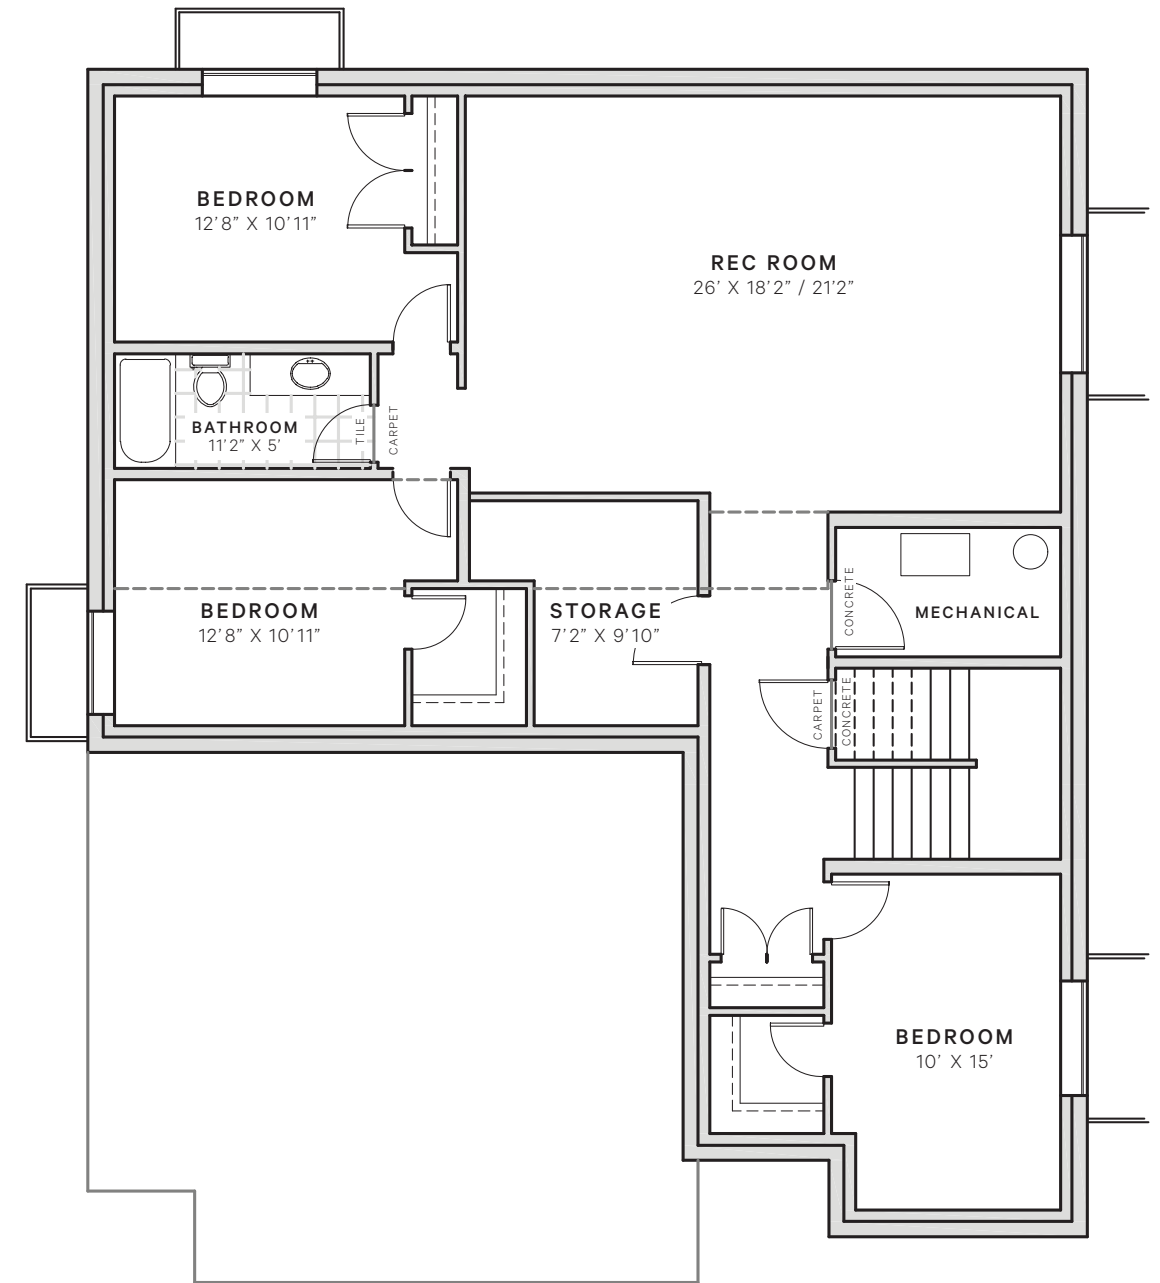 BEDROOM
12'8” X 10'11”
REC ROOM
26' X 18'2” / 21'2”
BATHROOM
11'2” X 5'
TILE
CARPET
BEDROOM
12'8” X 10'11”
STORAGE
7'2” X 9'10”
CONCRETE
MECHANICAL
CARPET
CONCRETE
BEDROOM
10' X 15'